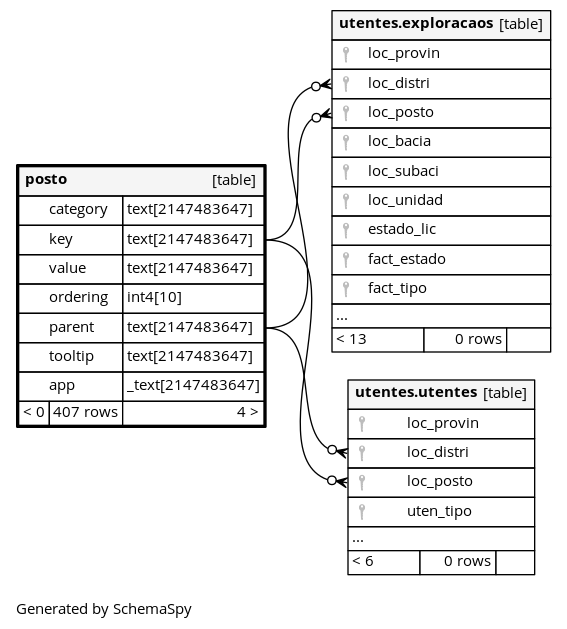 utentes.exploracaos [table]
loc_provin
loc_distri
loc_posto
loc_bacia
loc_subaci
loc_unidad
estado_lic
fact_estado
fact_tipo
...
< 13 0 rows
posto [table]
category text[2147483647]
key text[2147483647]
value text[2147483647]
ordering int4[10]
parent text[2147483647]
tooltip text[2147483647]
app _text[2147483647]
< 0 407 rows 4 >
utentes.utentes [table]
loc_provin
loc_distri
loc_posto
uten_tipo
...
< 6 0 rows
Generated by SchemaSpy